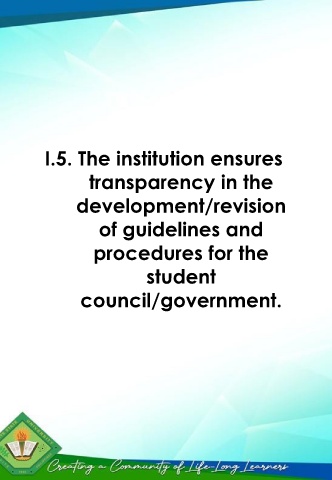 I.5. The institution ensures
transparency in the
development/revision
of guidelines and
procedures for the
student
council/government.
Creating a Community of Life-Long Learners